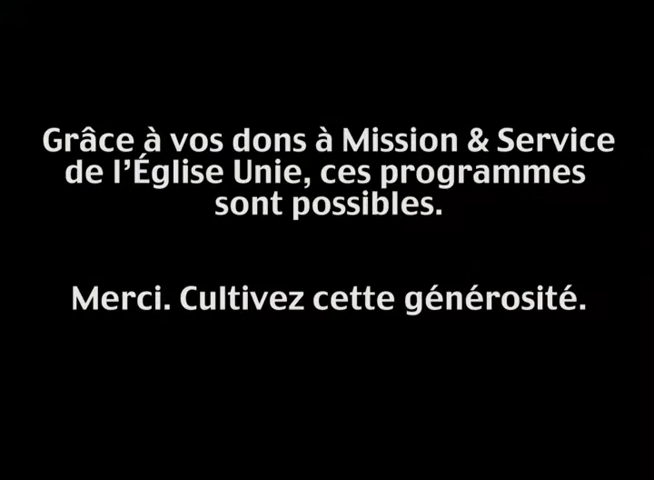 Grâce à vos dons à Mission & Service
de l’Église Unie, ces programmes
sont possibles.
Merci. Cultivez cette générosité.